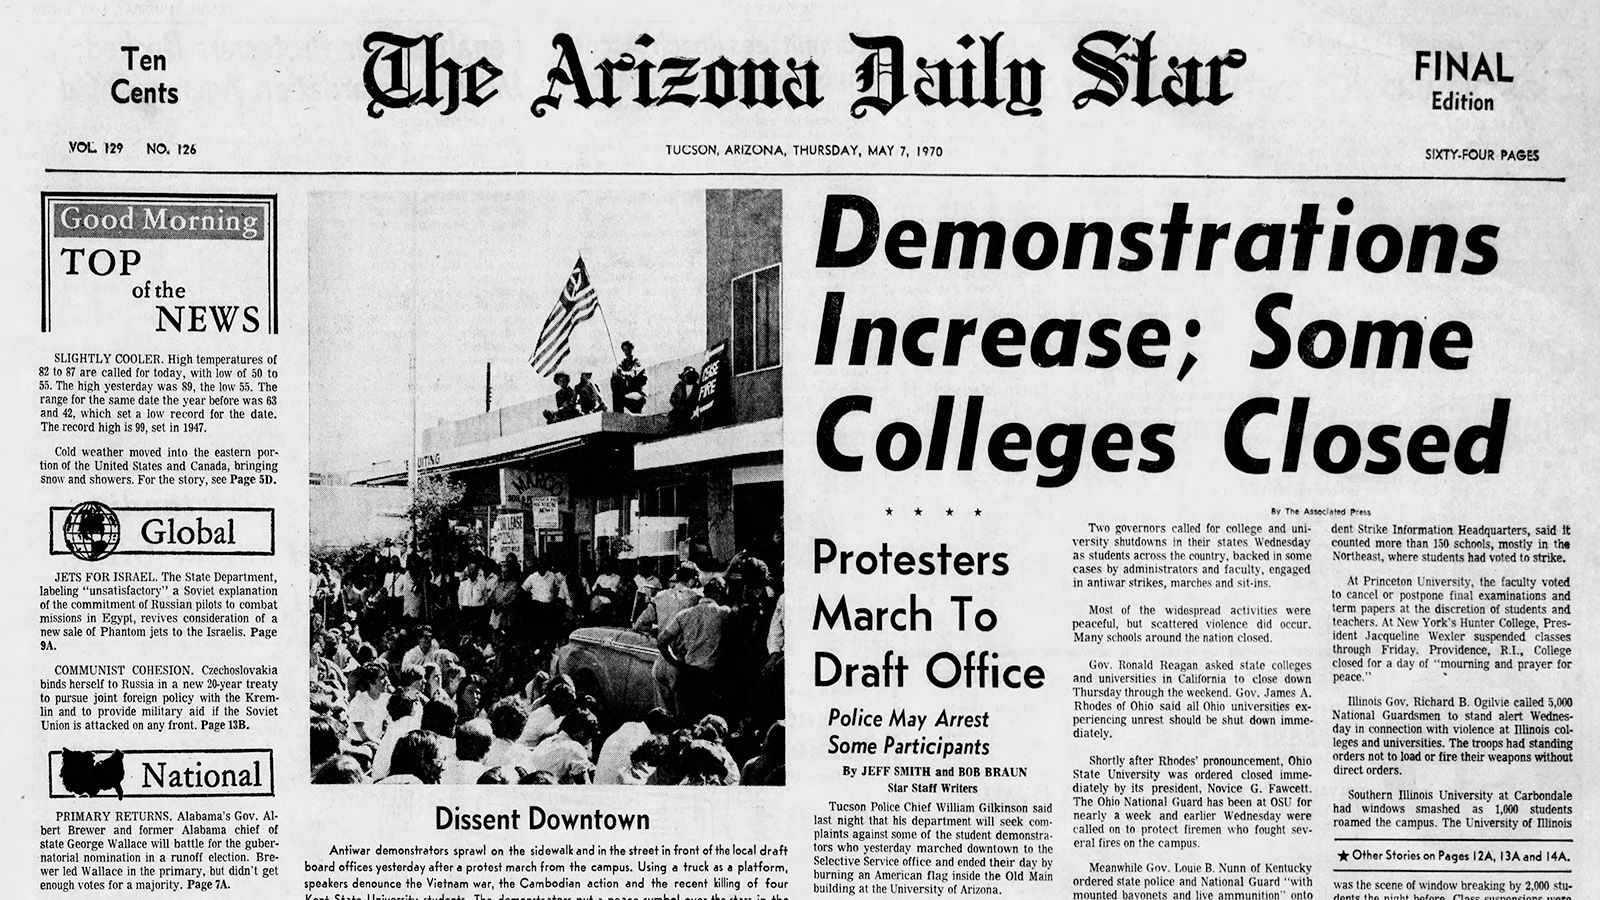 Ten
Cents
The Arizona Daily Star
FINAL
Edition
VOL. 129 NO. 126
TUCSON, ARIZONA, THURSDAY, MAY 7, 1970
SIXTY-FOUR PAGES
Good Morning
TOP
of the
NEWS
SLIGHTLY COOLER. High temperatures of
82 to 87 are called for today, with low of 50 to
55. The high yesterday was 89, the low 55. The
range for the same date the year before was 63
and 42, which set a low record for the date.
The record high is 99, set in 1947.
Cold weather moved into the eastern por-
tion of the United States and Canada, bringing
snow and showers. For the story, see Page 5D.
Global
JETS FOR ISRAEL. The State Department,
labeling "unsatisfactory" a Soviet explanation
of the commitment of Russian pilots to combat
missions in Egypt, revives consideration of a
new sale of Phantom jets to the Israelis. Page
9A.
COMMUNIST COHESION. Czechoslovakia
binds herself to Russia in a new 20-year treaty
to pursue joint foreign policy with the Krem-
lin and to provide military aid if the Soviet
Union is attacked on any front. Page 13B.
National
PRIMARY RETURNS. Alabama's Gov. Al-
bert Brewer and former Alabama chief of
state George Wallace will battle for the guber-
natorial nomination in a runoff election. Bre-
wer led Wallace in the primary, but didn't get
enough votes for a majority. Page 7A.
CEASE
FIRE
LEASE
Dissent Downtown
Antiwar demonstrators sprawl on the sidewalk and in the street in front of the local draft
board offices yesterday after a protest march from the campus. Using a truck as a platform,
speakers denounce the Vietnam war, the Cambodian action and the recent killing of four
Kent State University students. The demonstrators put a peace symbol over the stars in the
Demonstrations
Increase; Some
Colleges Closed
★ ★ ★ ★
Protesters
March To
Draft Office
Police May Arrest
Some Participants
By JEFF SMITH and BOB BRAUN
Star Staff Writers
Tucson Police Chief William Gilkinson said
last night that his department will seek com-
plaints against some of the student demonstra-
tors who yesterday marched downtown to the
Selective Service office and ended their day by
burning an American flag inside the Old Main
building at the University of Arizona.
By The Associated Press
Two governors called for college and uni-
versity shutdowns in their states Wednesday
as students across the country, backed in some
cases by administrators and faculty, engaged
in antiwar strikes, marches and sit-ins.
Most of the widespread activities were
peaceful, but scattered violence did occur.
Many schools around the nation closed.
Gov. Ronald Reagan asked state colleges
and universities in California to close down
Thursday through the weekend. Gov. James A.
Rhodes of Ohio said all Ohio universities ex-
periencing unrest should be shut down imme-
diately.
Shortly after Rhodes' pronouncement, Ohio
State University was ordered closed imme-
diately by its president, Novice G. Fawcett.
The Ohio National Guard has been at OSU for
nearly a week and earlier Wednesday were
called on to protect firemen who fought sev-
eral fires on the campus.
Meanwhile Gov. Louie B. Nunn of Kentucky
ordered state police and National Guard "with
mounted bayonets and live ammunition" onto
dent Strike Information Headquarters, said it
counted more than 150 schools, mostly in the
Northeast, where students had voted to strike.
At Princeton University, the faculty voted
to cancel or postpone final examinations and
term papers at the discretion of students and
teachers. At New York's Hunter College, Pres-
ident Jacqueline Wexler suspended classes
through Friday. Providence, R.I., College
closed for a day of "mourning and prayer for
peace."
Illinois Gov. Richard B. Ogilvie called 5,000
National Guardsmen to stand alert Wednes-
day in connection with violence at Illinois col-
leges and universities. The troops had standing
orders not to load or fire their weapons without
direct orders.
Southern Illinois University at Carbondale
had windows smashed as 1,000 students
roamed the campus. The University of Illinois
★ Other Stories on Pages 12A, 13A and 14A.
was the scene of window breaking by 2,000 stu-
dents the night before. Class suspensions were